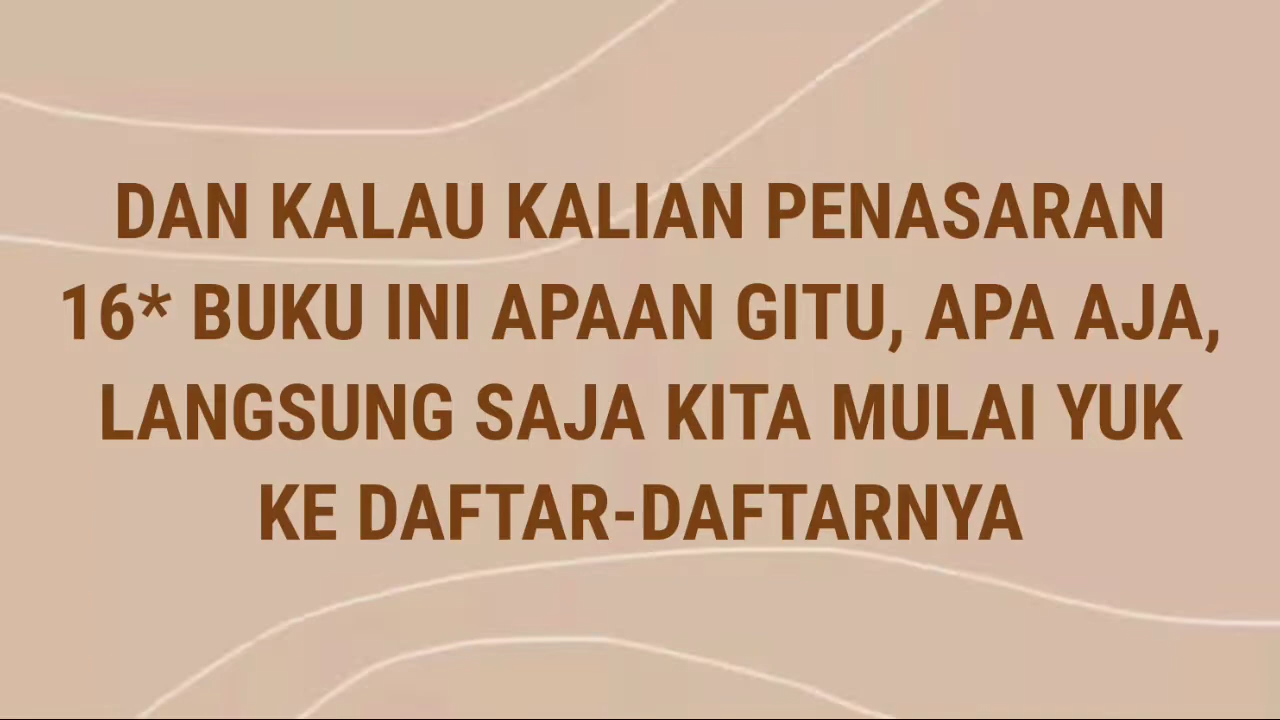 DAN KALAU KALIAN PENASARAN
16* BUKU INI APAAN GITU, APA AJA,
LANGSUNG SAJA KITA MULAI YUK
KE DAFTAR-DAFTARNYA